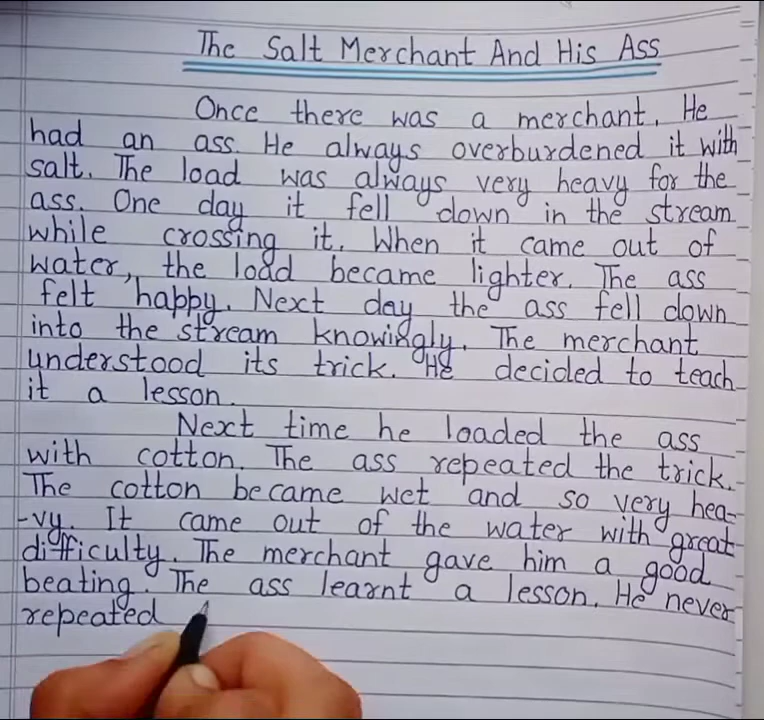 The Salt Merchant And His Ass
Once there was a merchant. He
had an ass. He always overburdened it with
salt. The load was always very heavy for the
ass. One day it fell down in the stream
while crossing it. When it came out of
water, the load became lighter. The ass
felt happy. Next day the ass fell down
into the stream knowingly. The merchant
understood its trick. He decided to teach
it a lesson.
Next time he loaded the ass
with cotton. The ass repeated the trick.
The cotton became wet and so very hea-
-vy. It came out of the water with great
difficulty. The merchant gave him a good
beating. The ass learnt a lesson. He never
repeated